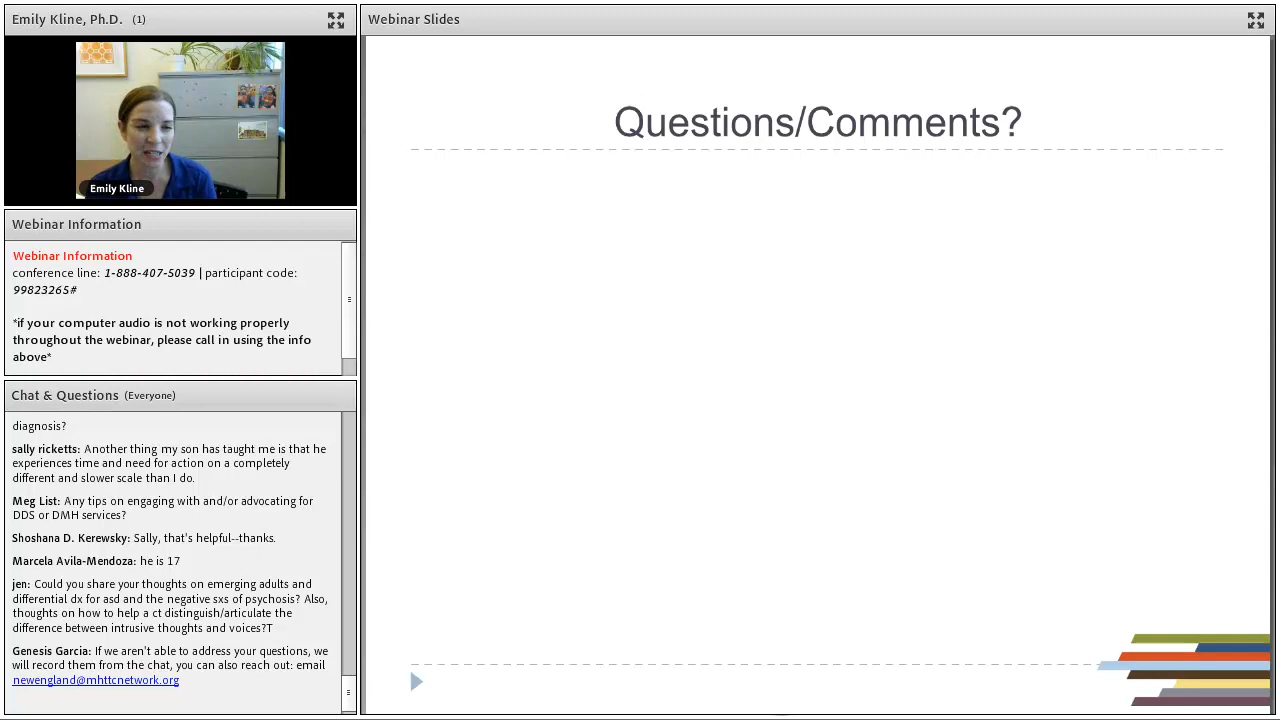 Emily Kline, Ph.D. (1)
Emily Kline
Webinar Information
Webinar Information
conference line: 1-888-407-5039 | participant code:
99823265#
*if your computer audio is not working properly
throughout the webinar, please call in using the info
above*
Chat & Questions (Everyone)
diagnosis?
sally ricketts: Another thing my son has taught me is that he
experiences time and need for action on a completely
different and slower scale than I do.
Meg List: Any tips on engaging with and/or advocating for
DDS or DMH services?
Shoshana D. Kerewsky: Sally, that's helpful--thanks.
Marcela Avila-Mendoza: he is 17
jen: Could you share your thoughts on emerging adults and
differential dx for asd and the negative sxs of psychosis? Also,
thoughts on how to help a ct distinguish/articulate the
difference between intrusive thoughts and voices?T
Genesis Garcia: If we aren't able to address your questions, we
will record them from the chat, you can also reach out: email
newengland@mhttcnetwork.org
Webinar Slides
Questions/Comments?